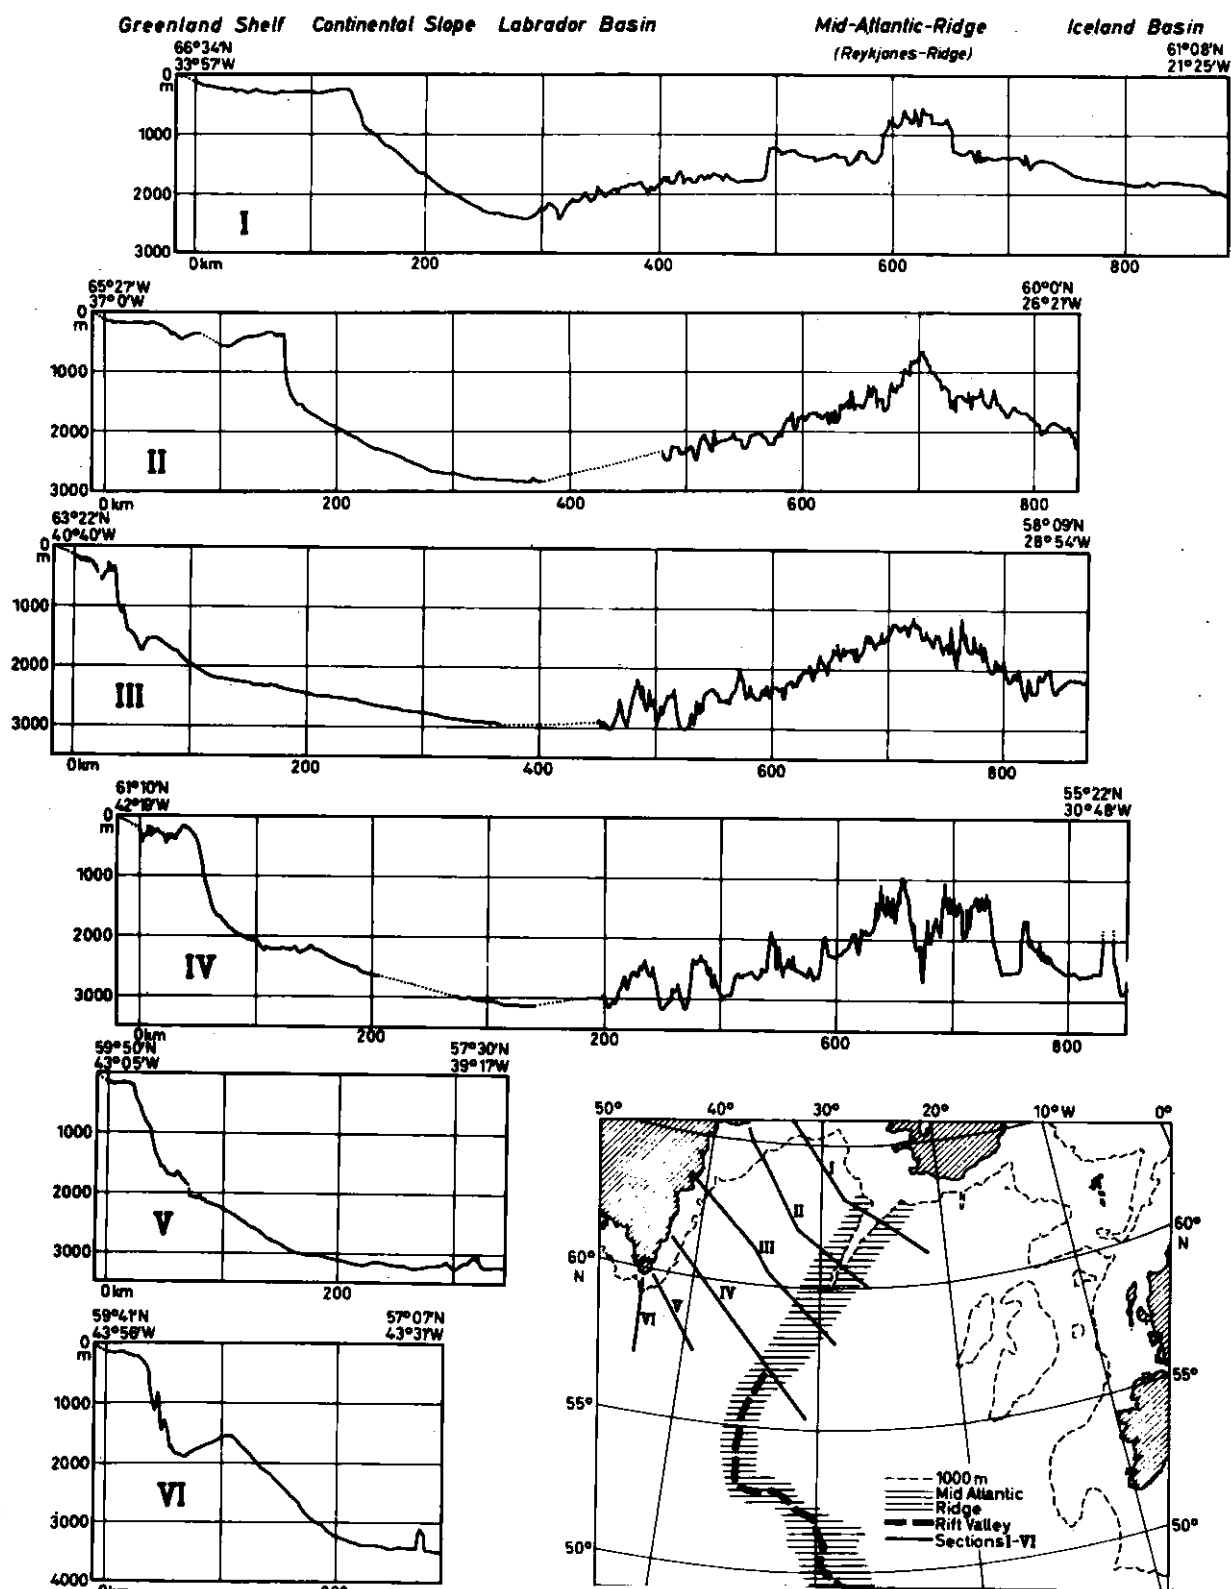 Greenland Shelf Continental Slope Labrador Basin Mid-Atlantic-Ridge Iceland Basin
(Reykjanes-Ridge)
66°34'N 61°08'N
33°57'W 21°25'W
0
m
1000
2000
3000
I
0km 200 400 600 800
65°27'W 60°0'N
37°0'W 26°21'W
0
m
1000
2000
3000
II
0km 200 400 600 800
63°22'N 58°09'N
40°40'W 28°54'W
0
m
1000
2000
3000
III
0km 200 400 600 800
61°10'N 55°22'N
42°18'W 30°48'W
0
m
1000
2000
3000
IV
0km 200 200 600 800
59°50'N 57°30'N
43°05'W 39°17'W
0
m
1000
2000
3000
V
0km 200
59°41'N 57°07'N
43°56'W 43°31'W
0
m
1000
2000
3000
4000
VI
50° 40° 30° 20° 10°W 0°
I
II
III
IV
V
VI
60°
N
55°
50°
60°
N
55°
50°
1000m
Mid Atlantic
Ridge
Rift Valley
Sections I-VI